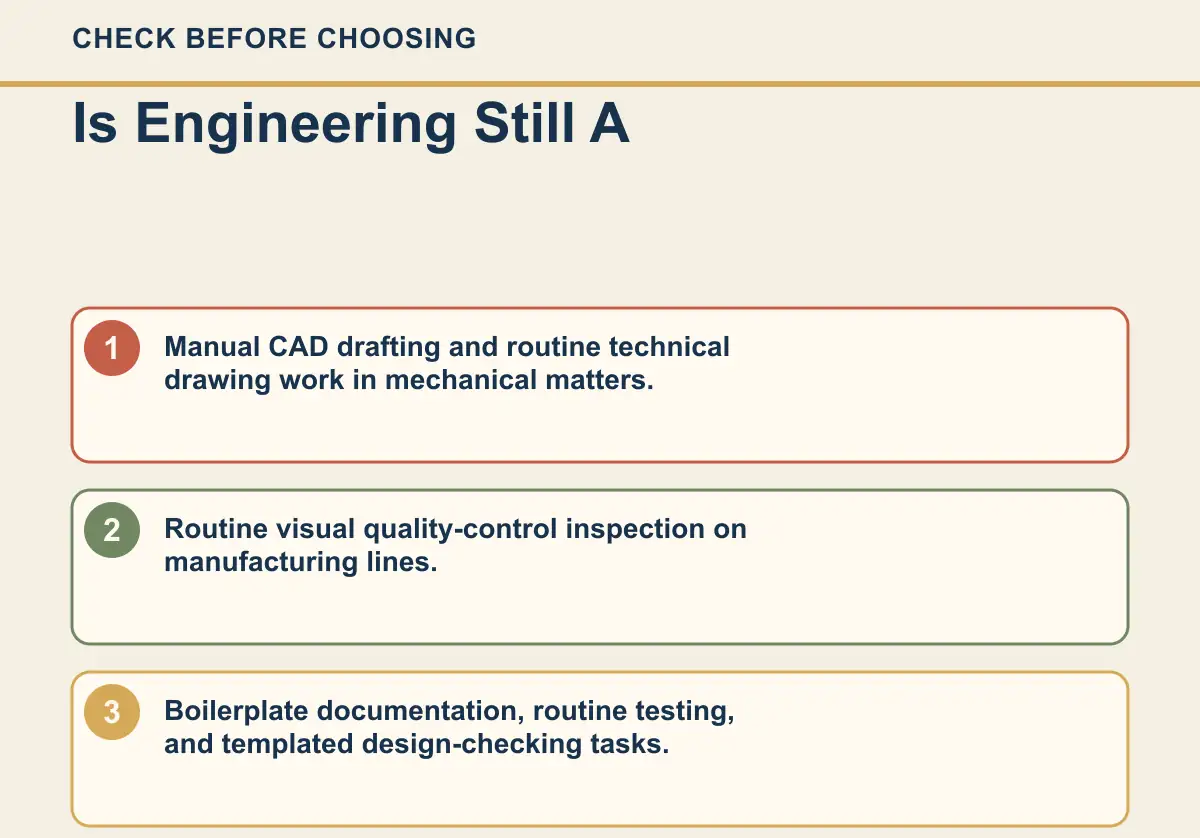 CHECK BEFORE CHOOSING
Is Engineering Still A
1
Manual CAD drafting and routine technical
drawing work in mechanical matters.
2
Routine visual quality-control inspection on
manufacturing lines.
3
Boilerplate documentation, routine testing,
and templated design-checking tasks.